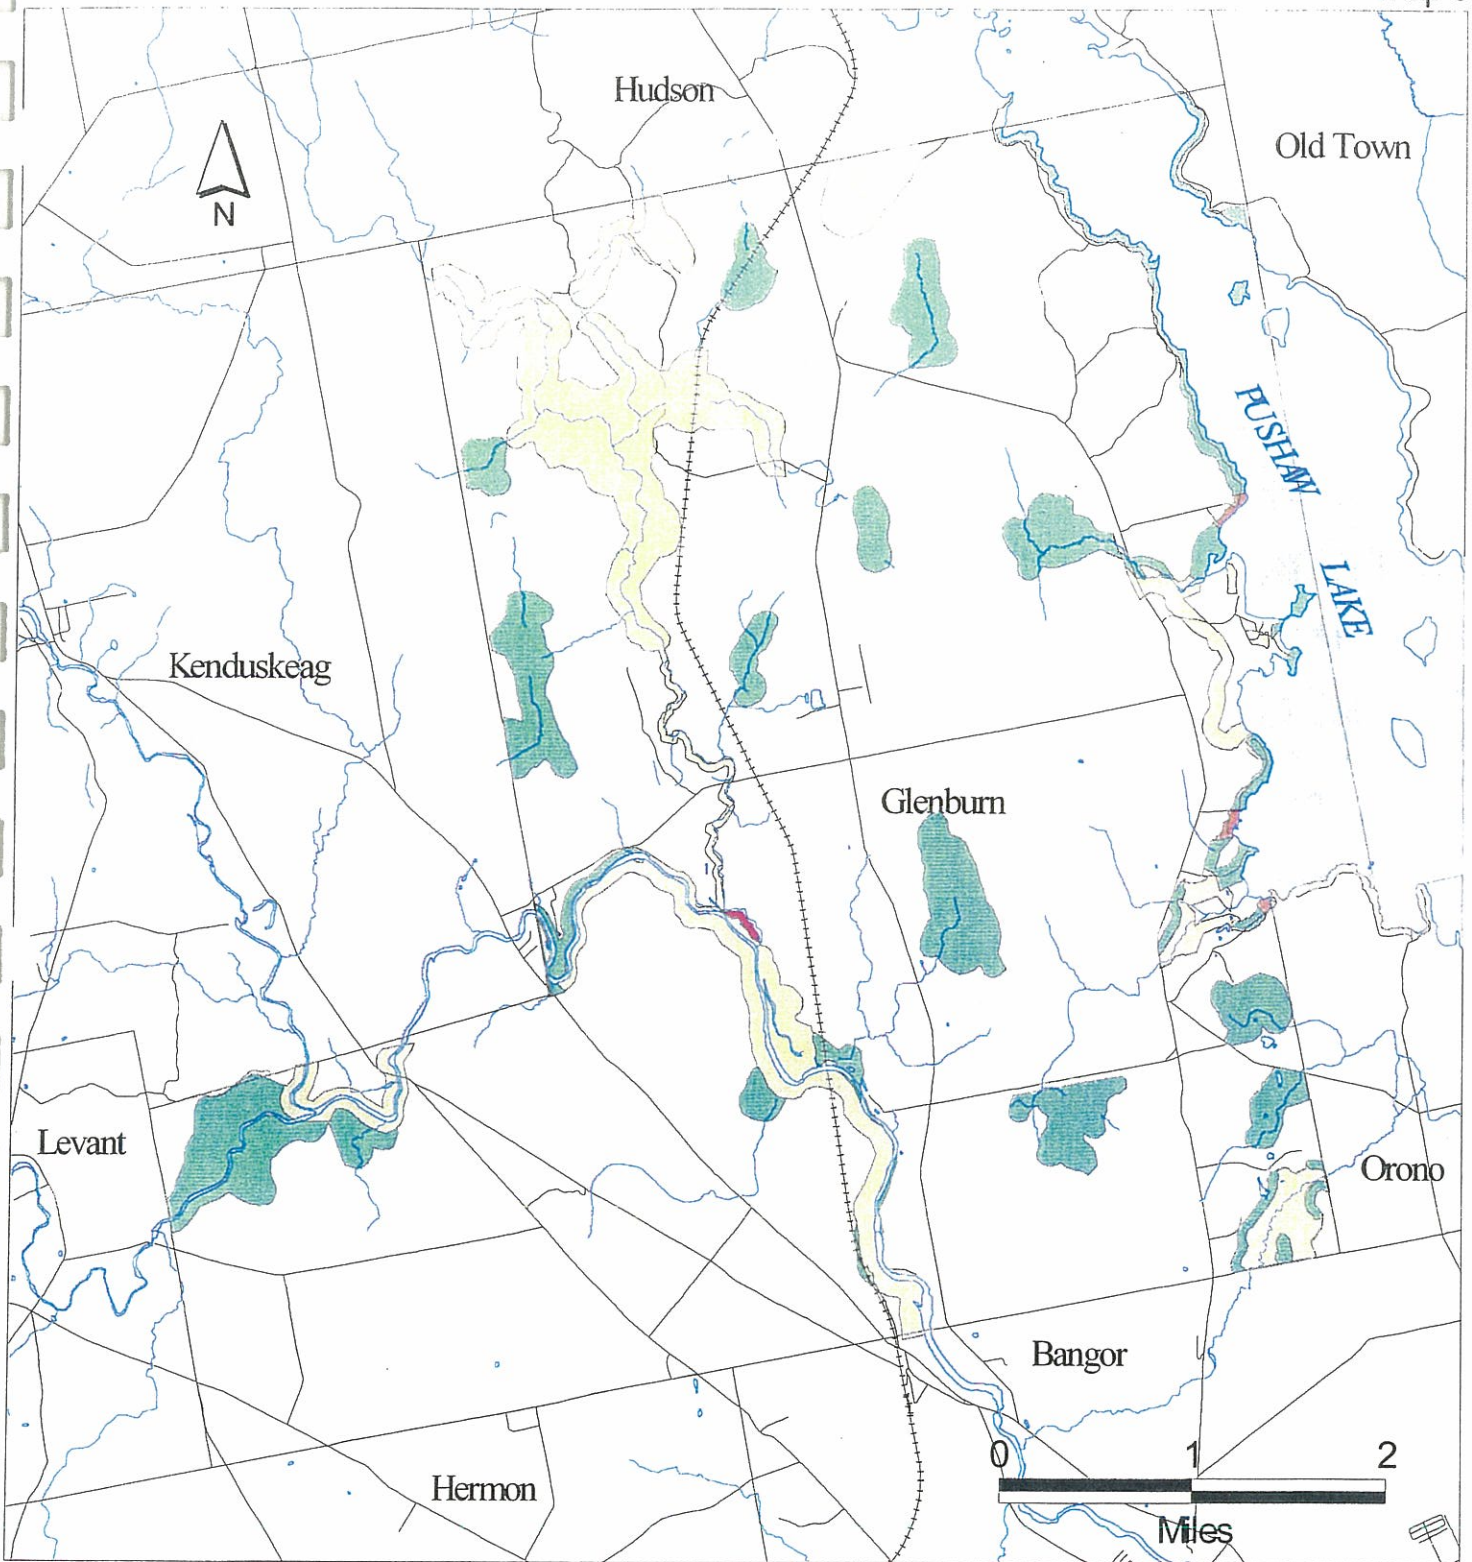 Hudson
Old Town
N
PUSHAW
LAKE
Kenduskeag
Glenburn
Levant
Orono
Bangor
0 1 2
Miles
Hermon